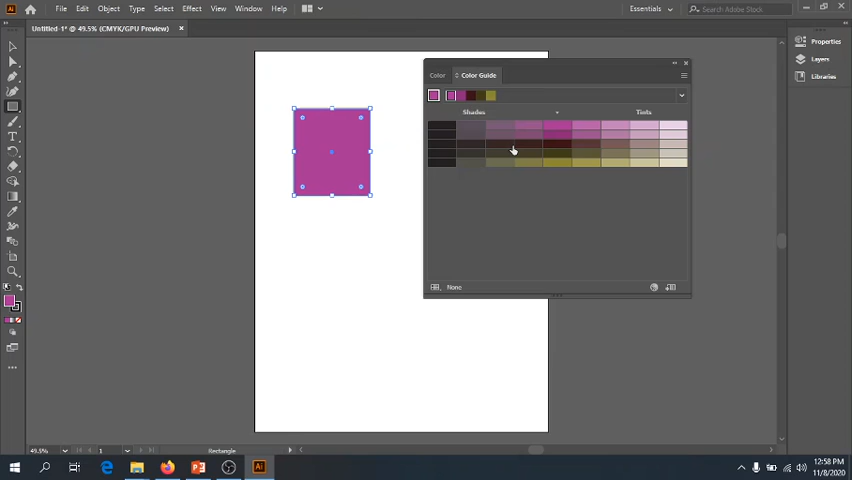 File Edit Object Type Select Effect View Window Help Essentials Search Adobe Stock
Untitled-1* @ 49.5% (CMYK/GPU Preview)
Color Color Guide
Properties
Layers
Libraries
Shades Tints
None
49.5% 1 Rectangle
12:58 PM
11/8/2020